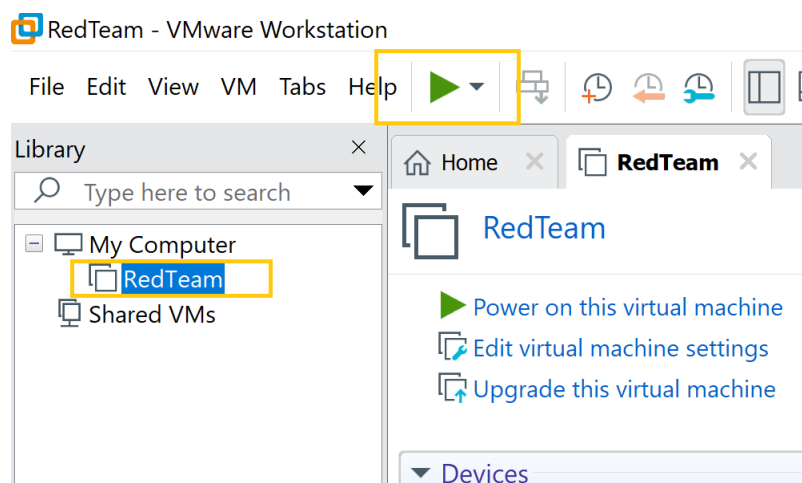 RedTeam - VMware Workstation
File Edit View VM Tabs Help
Library
Home
RedTeam
Type here to search
RedTeam
My Computer
RedTeam
Shared VMs
Power on this virtual machine
Edit virtual machine settings
Upgrade this virtual machine
Devices